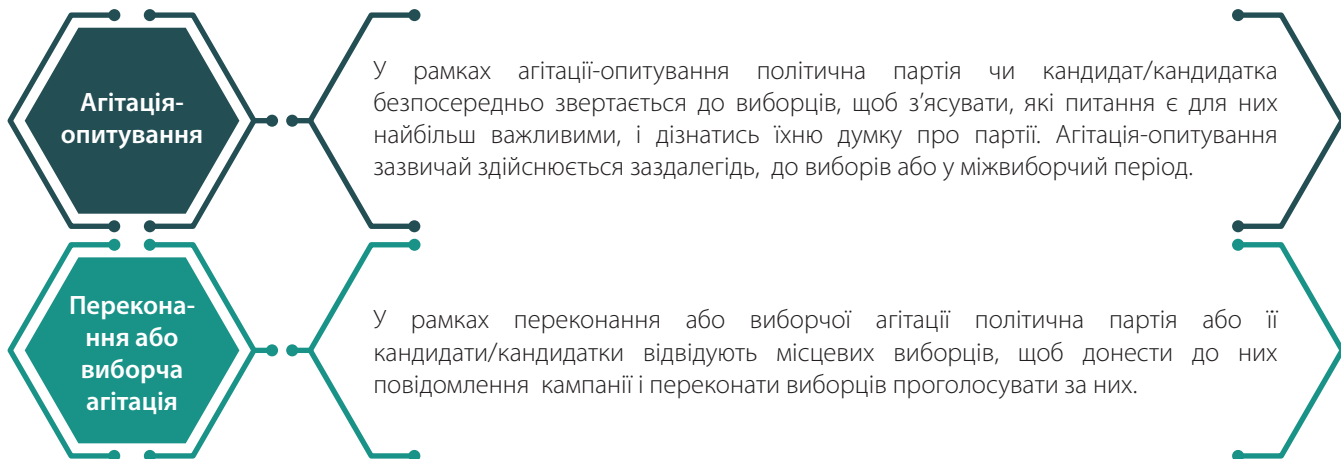 Агітація-
опитування
У рамках агітації-опитування політична партія чи кандидат/кандидатка
безпосередньо звертається до виборців, щоб з’ясувати, які питання є для них
найбільш важливими, і дізнатись їхню думку про партії. Агітація-опитування
зазвичай здійснюється заздалегідь, до виборів або у міжвиборчий період.
Перекона-
ння або
виборча
агітація
У рамках переконання або виборчої агітації політична партія або її
кандидати/кандидатки відвідують місцевих виборців, щоб донести до них
повідомлення кампанії і переконати виборців проголосувати за них.